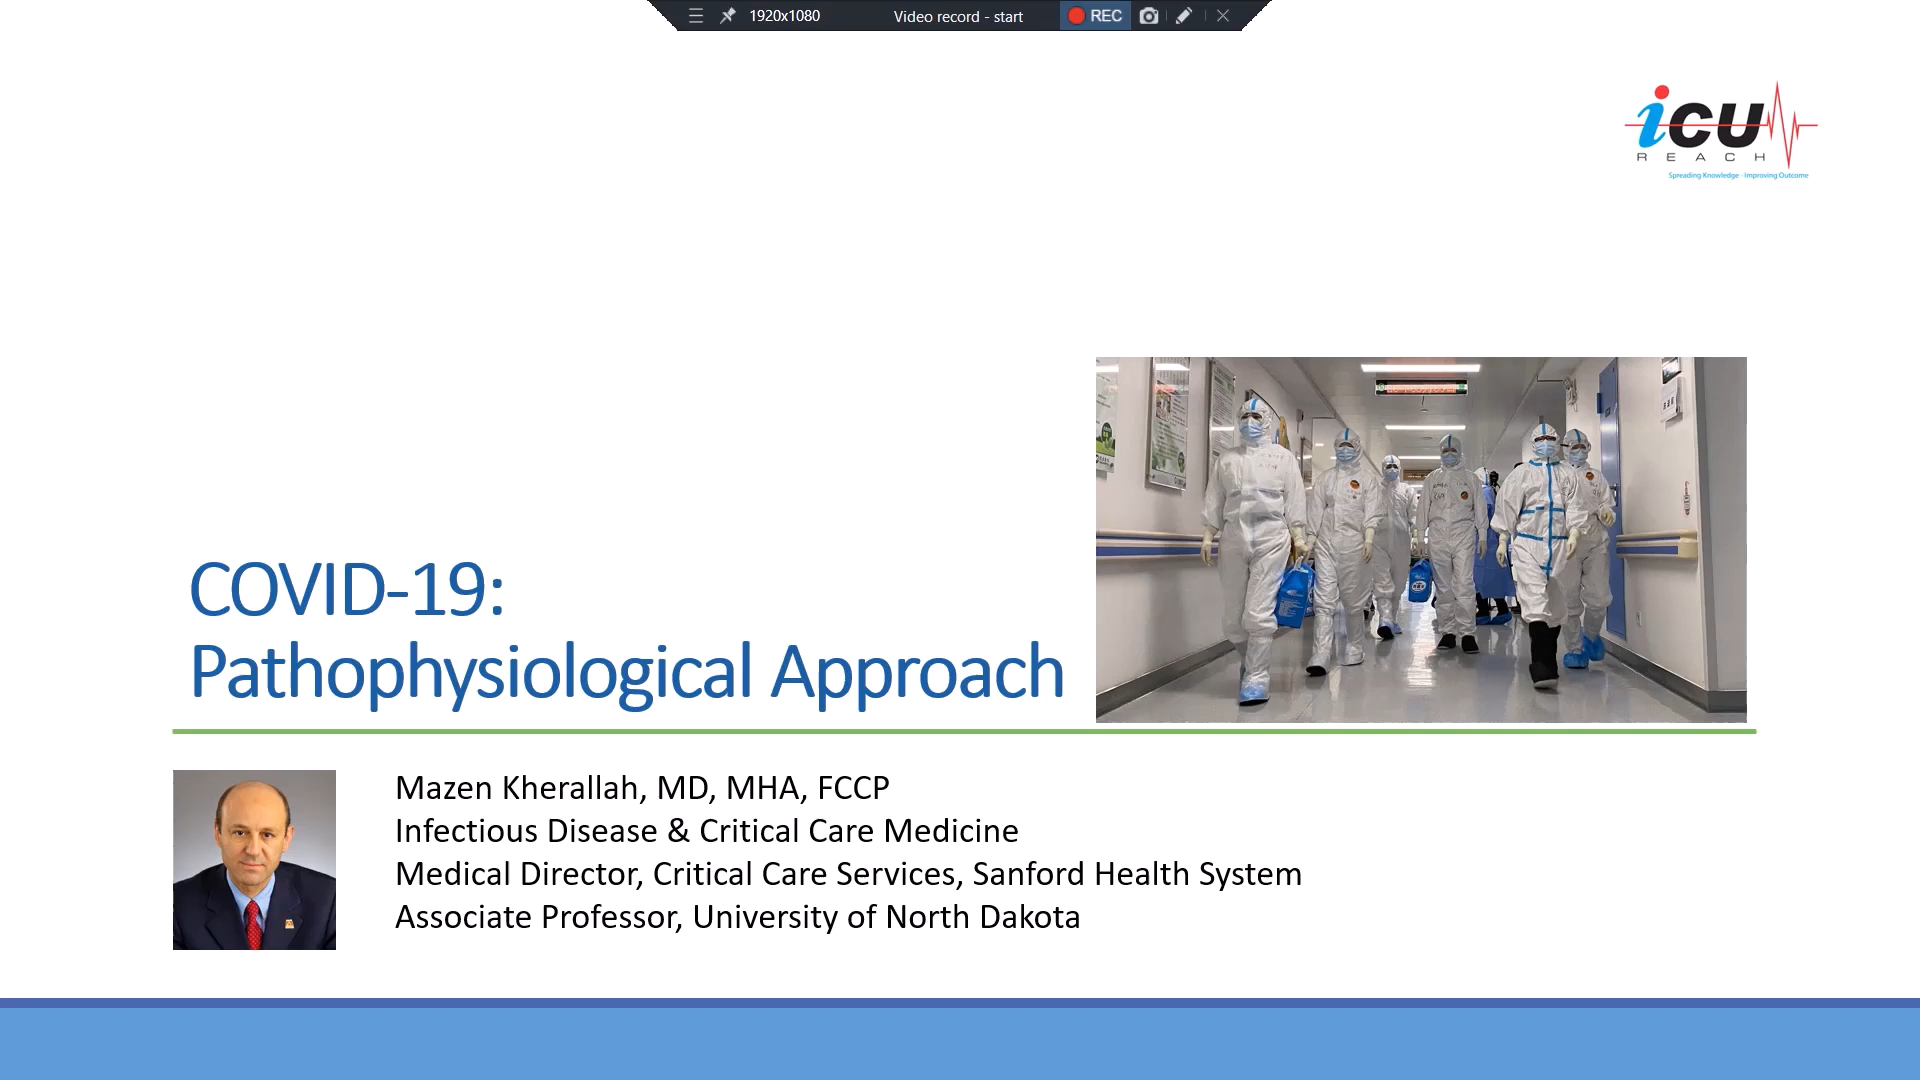 1920x1080 Video record - start REC
icu
REACH
Spreading Knowledge - Improving Outcome
COVID-19:
Pathophysiological Approach
Mazen Kherallah, MD, MHA, FCCP
Infectious Disease & Critical Care Medicine
Medical Director, Critical Care Services, Sanford Health System
Associate Professor, University of North Dakota